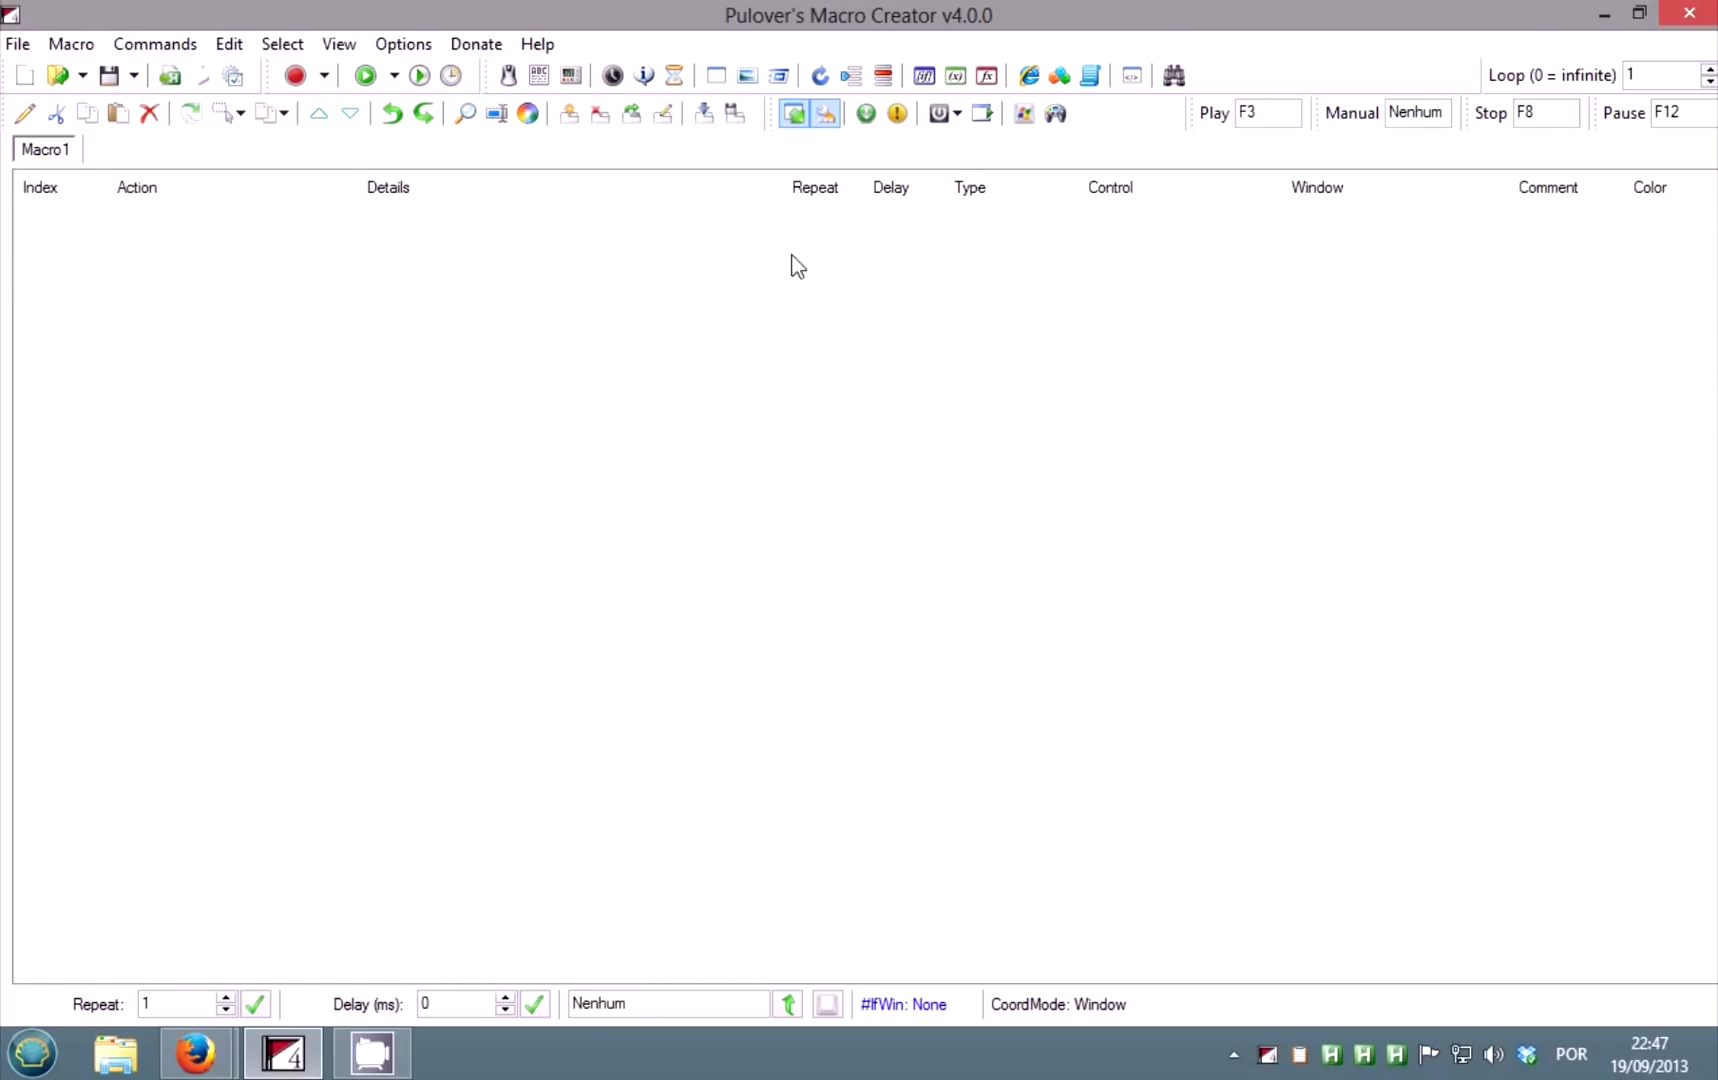 Pulover's Macro Creator v4.0.0
File Macro Commands Edit Select View Options Donate Help
Loop (0 = infinite) 1
Play F3 Manual Nenhum Stop F8 Pause F12
Macro1
Index Action Details Repeat Delay Type Control Window Comment Color
Repeat: 1 Delay (ms): 0 Nenhum #IfWin: None CoordMode: Window
4 POR 22:47
19/09/2013